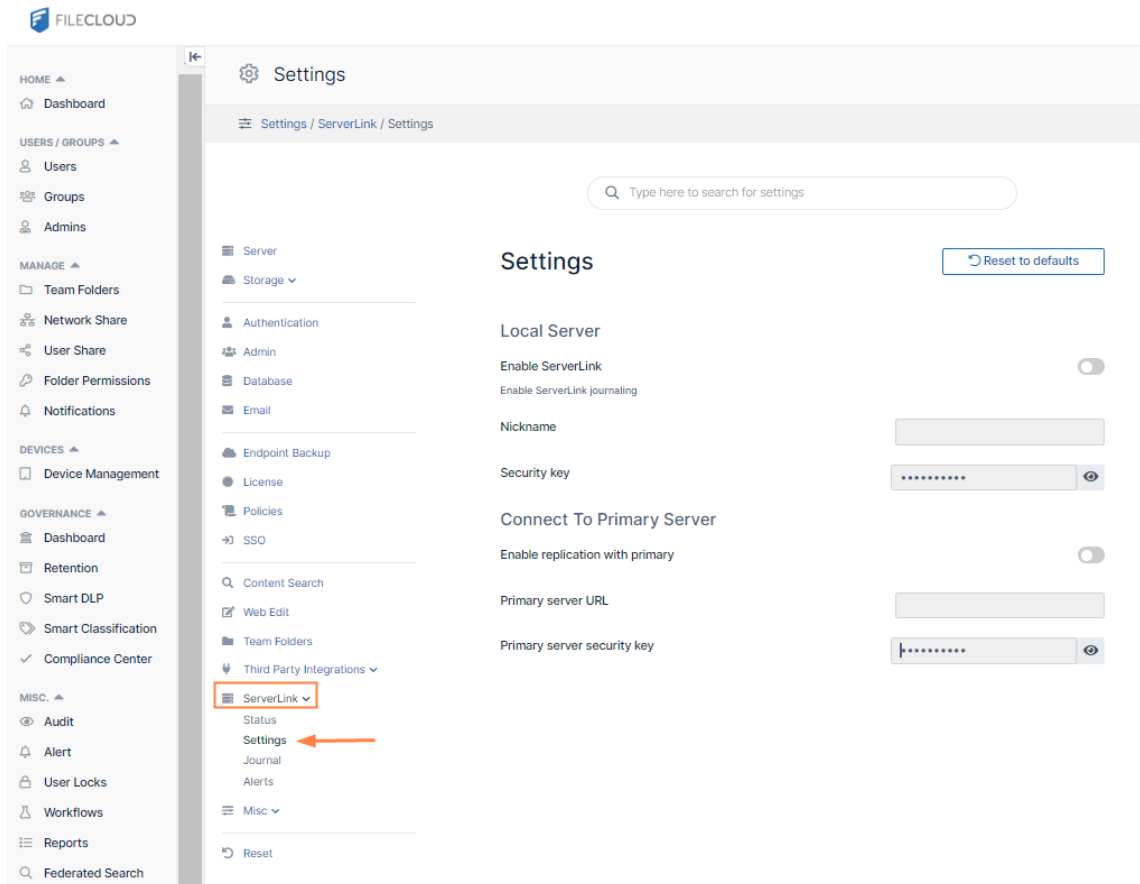 FILECLOUD
HOME
Dashboard
USERS / GROUPS
Users
Groups
Admins
MANAGE
Team Folders
Network Share
User Share
Folder Permissions
Notifications
DEVICES
Device Management
GOVERNANCE
Dashboard
Retention
Smart DLP
Smart Classification
Compliance Center
MISC.
Audit
Alert
User Locks
Workflows
Reports
Federated Search
Settings
Settings / ServerLink / Settings
Type here to search for settings
Server
Storage
Authentication
Admin
Database
Email
Endpoint Backup
License
Policies
SSO
Content Search
Web Edit
Team Folders
Third Party Integrations
ServerLink
Status
Settings
Journal
Alerts
Misc
Reset
Settings
Reset to defaults
Local Server
Enable ServerLink
Enable ServerLink journaling
Nickname
Security key
••••••••••
Connect To Primary Server
Enable replication with primary
Primary server URL
Primary server security key
••••••••••